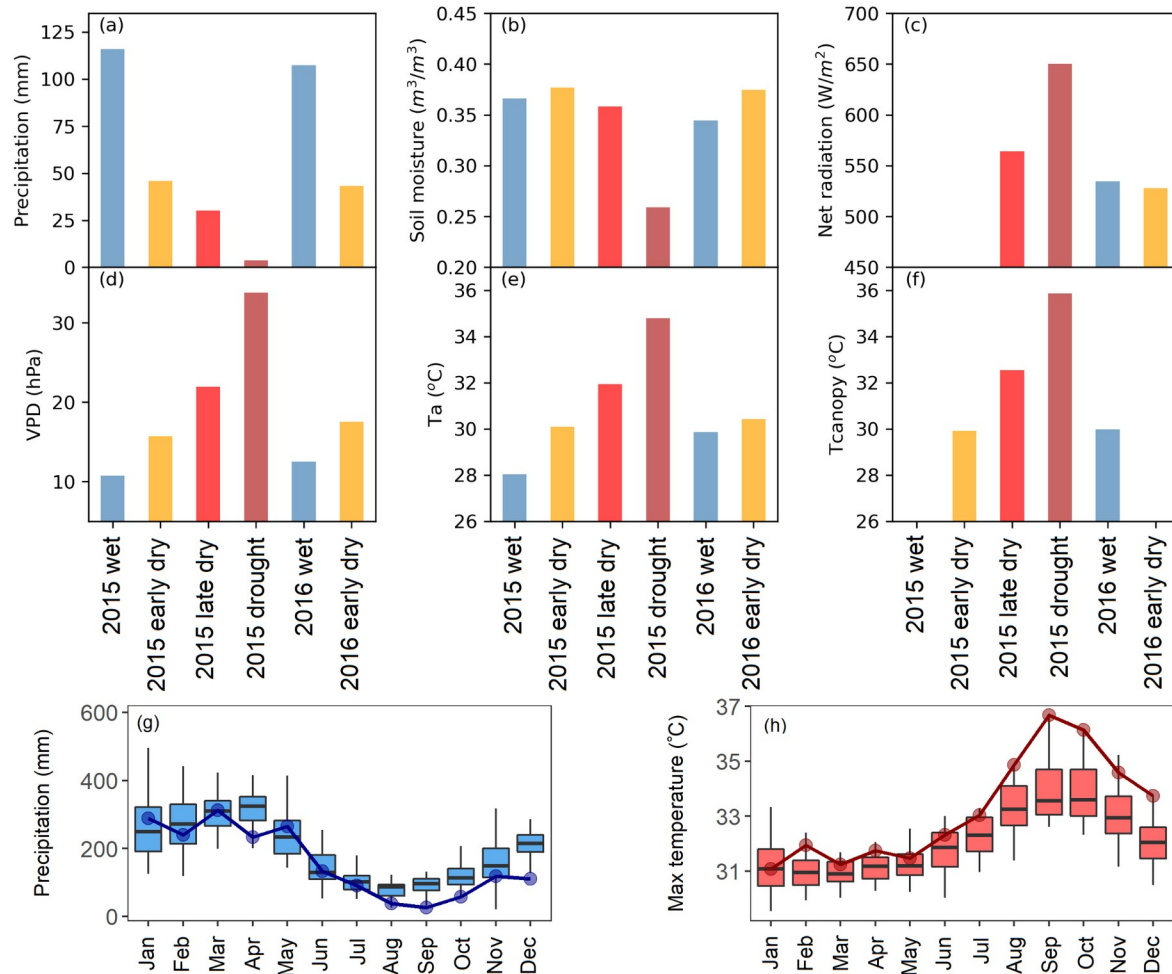 (a)
Precipitation (mm)
125
100
75
50
25
0
(b)
Soil moisture (m³/m³)
0.45
0.40
0.35
0.30
0.25
0.20
(c)
Net radiation (W/m²)
700
650
600
550
500
450
(d)
VPD (hPa)
30
20
10
2015 wet
2015 early dry
2015 late dry
2015 drought
2016 wet
2016 early dry
(e)
Ta (°C)
36
34
32
30
28
26
2015 wet
2015 early dry
2015 late dry
2015 drought
2016 wet
2016 early dry
(f)
Tcanopy (°C)
36
34
32
30
28
26
2015 wet
2015 early dry
2015 late dry
2015 drought
2016 wet
2016 early dry
(g)
Precipitation (mm)
600
400
200
0
Jan
Feb
Mar
Apr
May
Jun
Jul
Aug
Sep
Oct
Nov
Dec
(h)
Max temperature (°C)
37
35
33
31
Jan
Feb
Mar
Apr
May
Jun
Jul
Aug
Sep
Oct
Nov
Dec